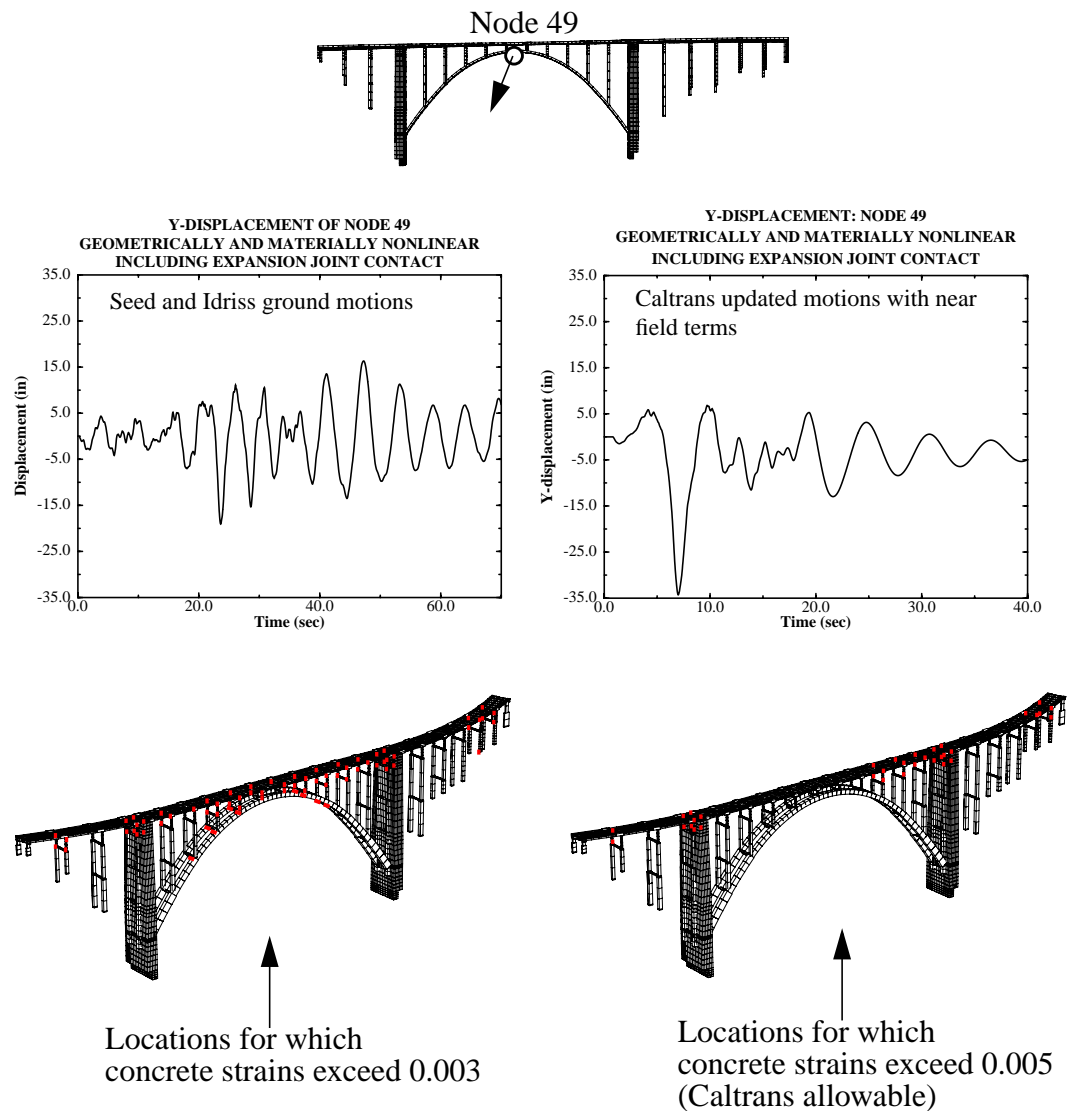 Node 49
Y-DISPLACEMENT OF NODE 49
GEOMETRICALLY AND MATERIALLY NONLINEAR
INCLUDING EXPANSION JOINT CONTACT
35.0
25.0
15.0
5.0
-5.0
-15.0
-25.0
-35.0
Displacement (in)
Seed and Idriss ground motions
0.0
20.0
40.0
60.0
Time (sec)
Y-DISPLACEMENT: NODE 49
GEOMETRICALLY AND MATERIALLY NONLINEAR
INCLUDING EXPANSION JOINT CONTACT
35.0
25.0
15.0
5.0
-5.0
-15.0
-25.0
-35.0
Y-displacement (in)
Caltrans updated motions with near
field terms
0.0
10.0
20.0
30.0
40.0
Time (sec)
Locations for which
concrete strains exceed 0.003
Locations for which
concrete strains exceed 0.005
(Caltrans allowable)